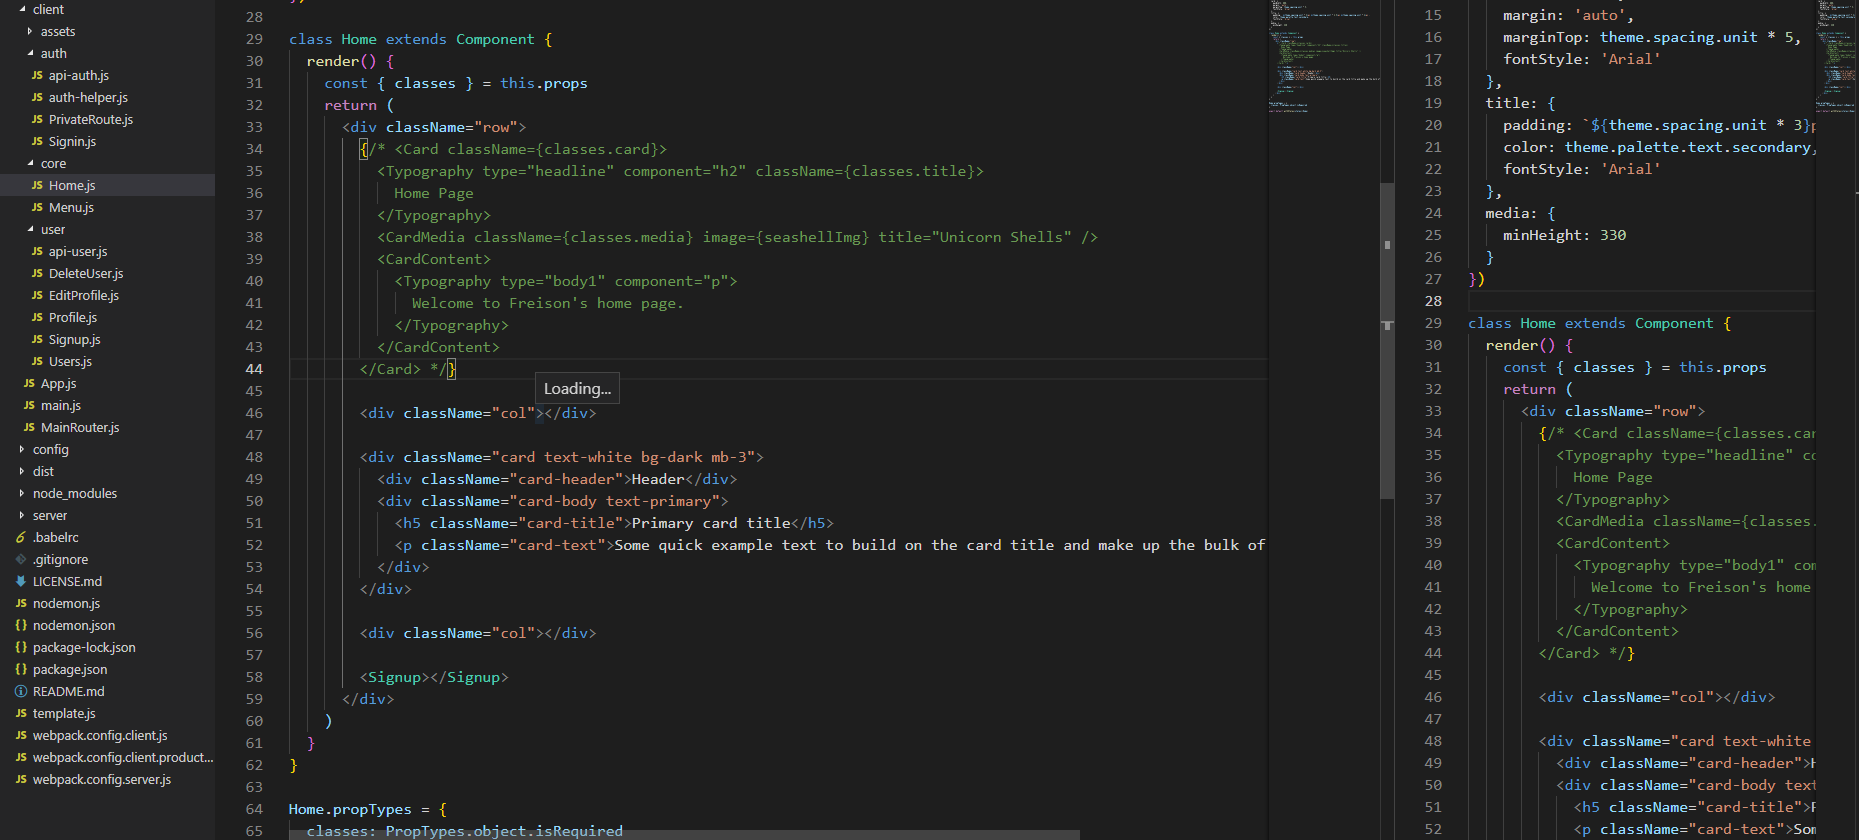 client
assets
auth
JS api-auth.js
JS auth-helper.js
JS PrivateRoute.js
JS Signin.js
core
JS Home.js
JS Menu.js
user
JS api-user.js
JS DeleteUser.js
JS EditProfile.js
JS Profile.js
JS Signup.js
JS Users.js
JS App.js
JS main.js
JS MainRouter.js
config
dist
node_modules
server
.babelrc
.gitignore
LICENSE.md
JS nodemon.js
{} nodemon.json
{} package-lock.json
{} package.json
README.md
JS template.js
JS webpack.config.client.js
JS webpack.config.client.product...
JS webpack.config.server.js
28
29 class Home extends Component {
30 render() {
31 const { classes } = this.props
32 return (
33 <div className="row">
34 {/* <Card className={classes.card}>
35 <Typography type="headline" component="h2" className={classes.title}>
36 Home Page
37 </Typography>
38 <CardMedia className={classes.media} image={seashellImg} title="Unicorn Shells" />
39 <CardContent>
40 <Typography type="body1" component="p">
41 Welcome to Freison's home page.
42 </Typography>
43 </CardContent>
44 </Card> */}
45
Loading...
46 <div className="col"></div>
47
48 <div className="card text-white bg-dark mb-3">
49 <div className="card-header">Header</div>
50 <div className="card-body text-primary">
51 <h5 className="card-title">Primary card title</h5>
52 <p className="card-text">Some quick example text to build on the card title and make up the bulk of
53 </div>
54 </div>
55
56 <div className="col"></div>
57
58 <Signup></Signup>
59 </div>
60 )
61 }
62 }
63
64 Home.propTypes = {
65 classes: PropTypes.object.isRequired
15 margin: 'auto',
16 marginTop: theme.spacing.unit * 5,
17 fontStyle: 'Arial'
18 },
19 title: {
20 padding: `${theme.spacing.unit * 3}p
21 color: theme.palette.text.secondary,
22 fontStyle: 'Arial'
23 },
24 media: {
25 minHeight: 330
26 }
27 })
28
29 class Home extends Component {
30 render() {
31 const { classes } = this.props
32 return (
33 <div className="row">
34 {/* <Card className={classes.car
35 <Typography type="headline" co
36 Home Page
37 </Typography>
38 <CardMedia className={classes.
39 <CardContent>
40 <Typography type="body1" com
41 Welcome to Freison's home
42 </Typography>
43 </CardContent>
44 </Card> */}
45
46 <div className="col"></div>
47
48 <div className="card text-white
49 <div className="card-header">H
50 <div className="card-body text
51 <h5 className="card-title">P
52 <p className="card-text">Som